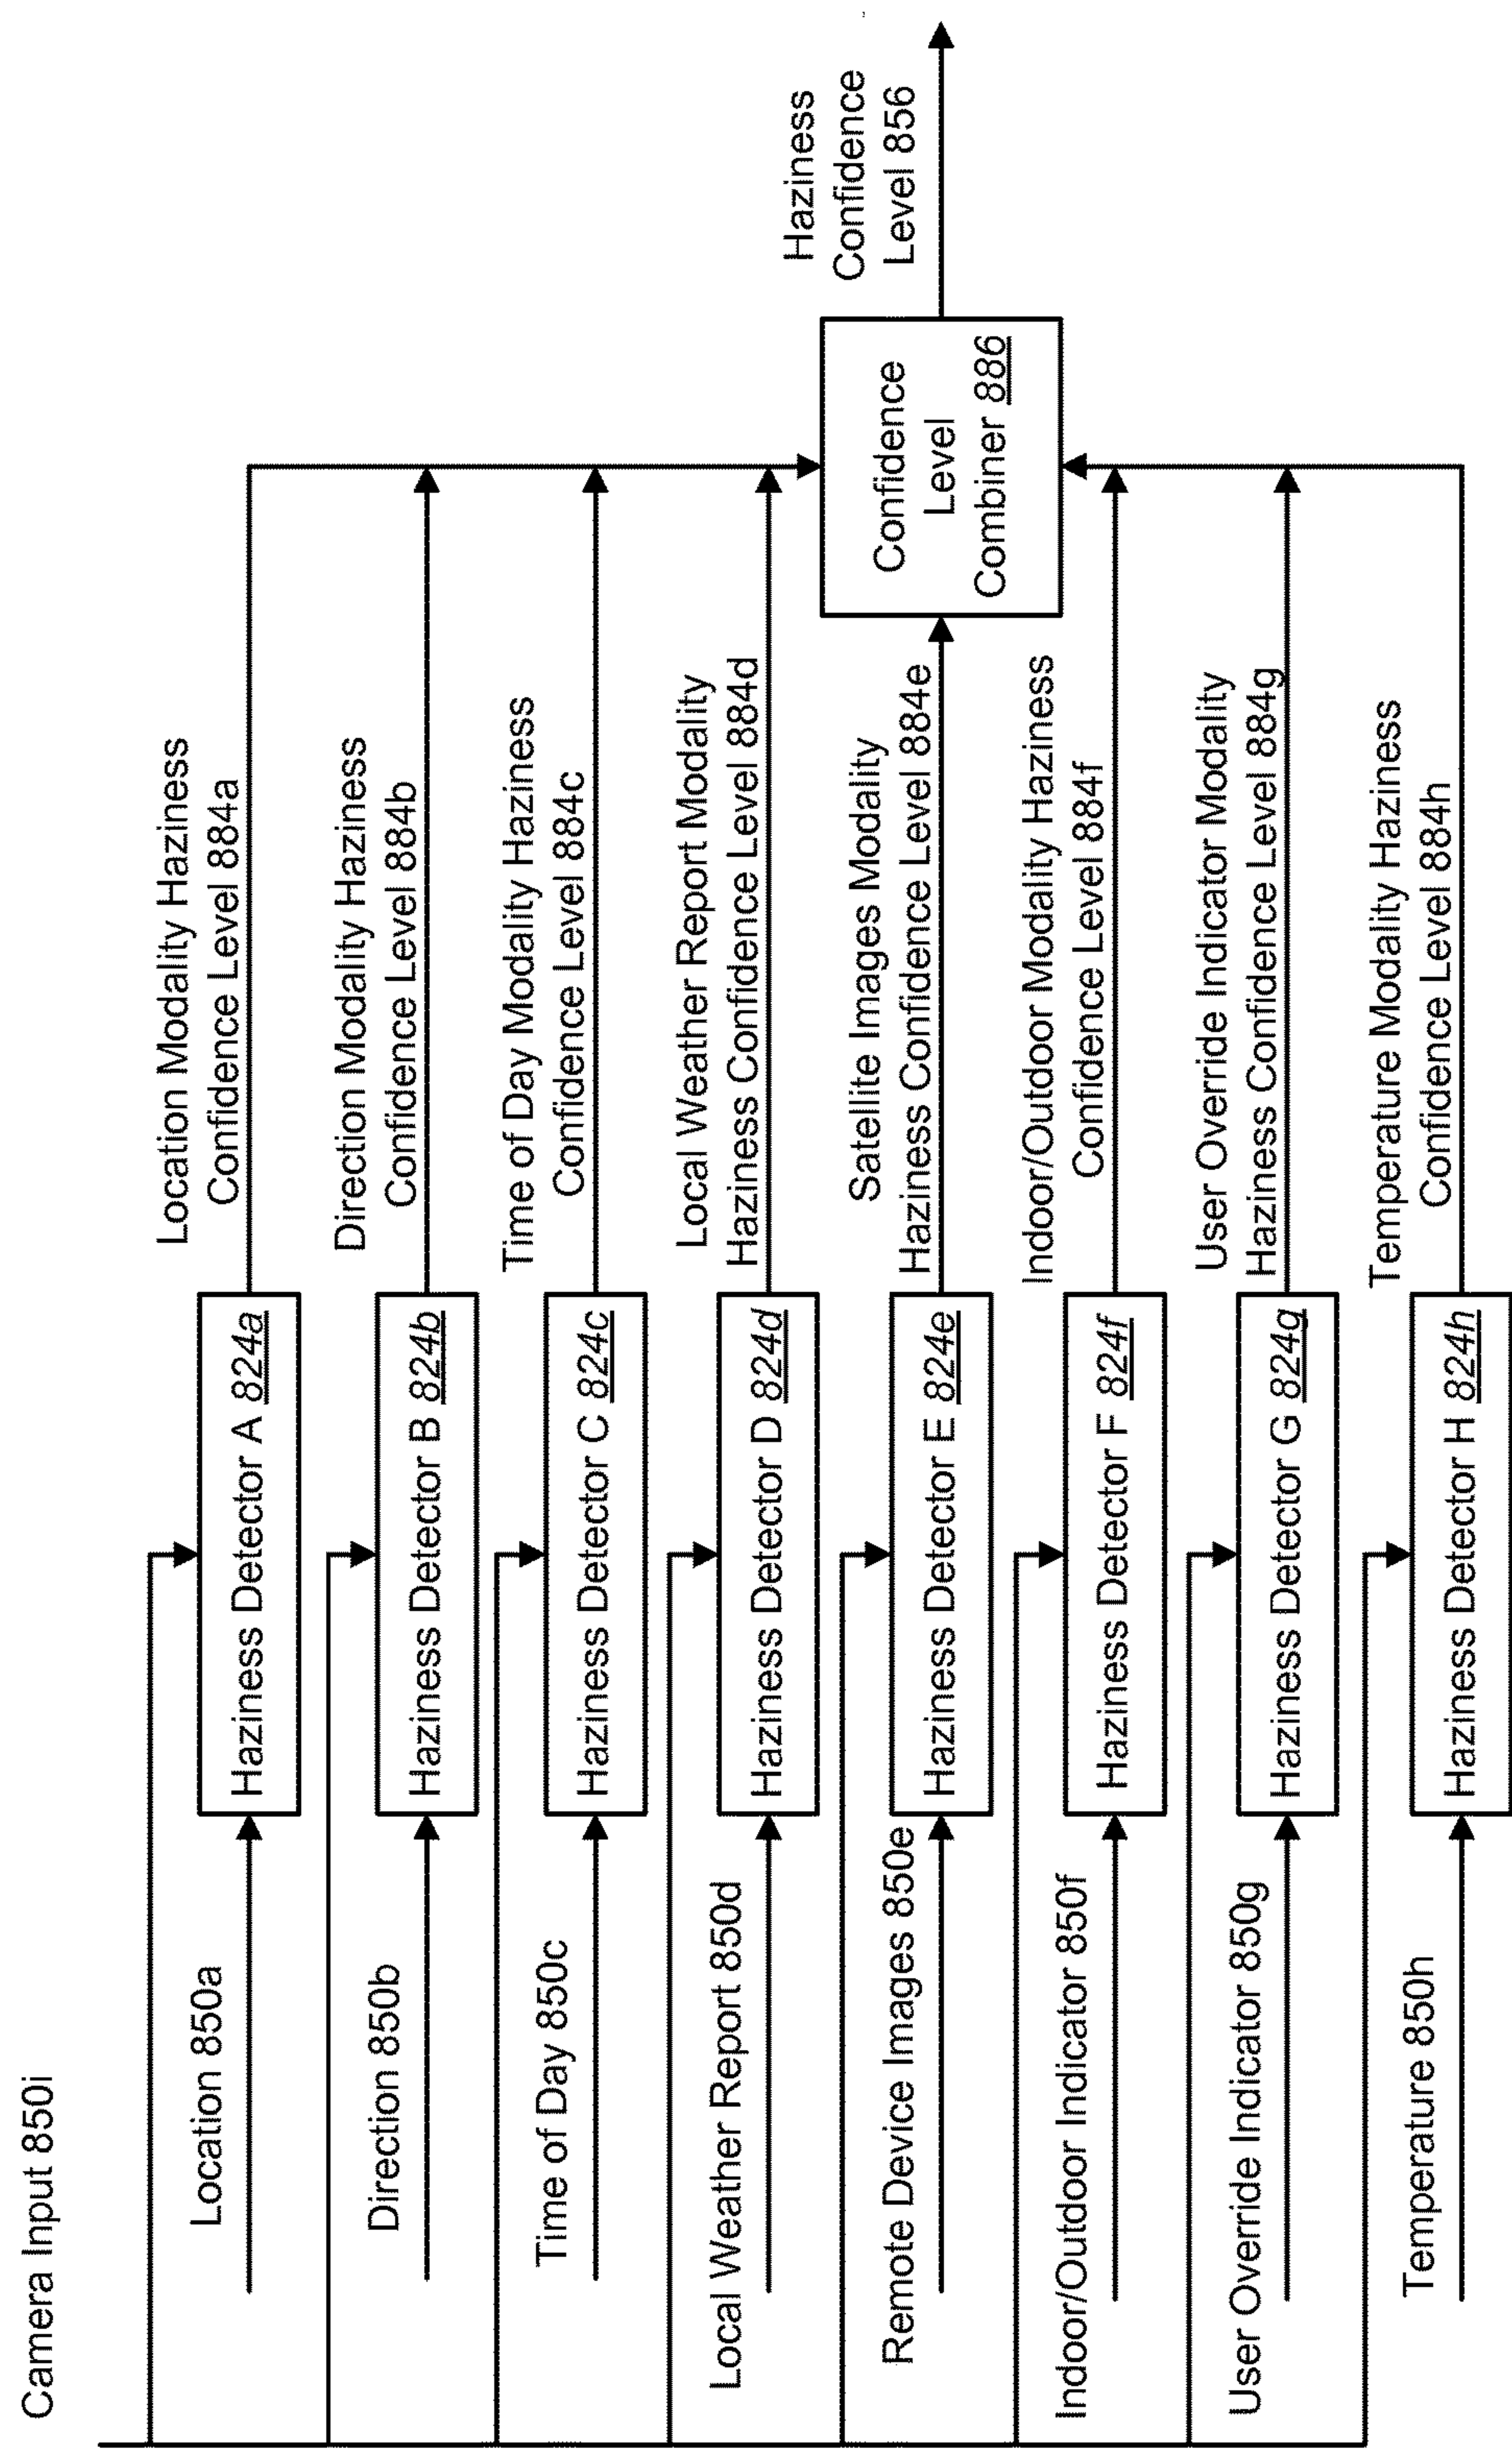 Camera Input 850i
Location 850a
Haziness Detector A 824a
Location Modality Haziness
Confidence Level 884a
Direction 850b
Haziness Detector B 824b
Direction Modality Haziness
Confidence Level 884b
Time of Day 850c
Haziness Detector C 824c
Time of Day Modality Haziness
Confidence Level 884c
Local Weather Report 850d
Haziness Detector D 824d
Local Weather Report Modality
Haziness Confidence Level 884d
Remote Device Images 850e
Haziness Detector E 824e
Satellite Images Modality
Haziness Confidence Level 884e
Indoor/Outdoor Indicator 850f
Haziness Detector F 824f
Indoor/Outdoor Modality Haziness
Confidence Level 884f
User Override Indicator 850g
Haziness Detector G 824g
User Override Indicator Modality
Haziness Confidence Level 884g
Temperature 850h
Haziness Detector H 824h
Temperature Modality Haziness
Confidence Level 884h
Confidence
Level
Combiner 886
Haziness
Confidence
Level 856